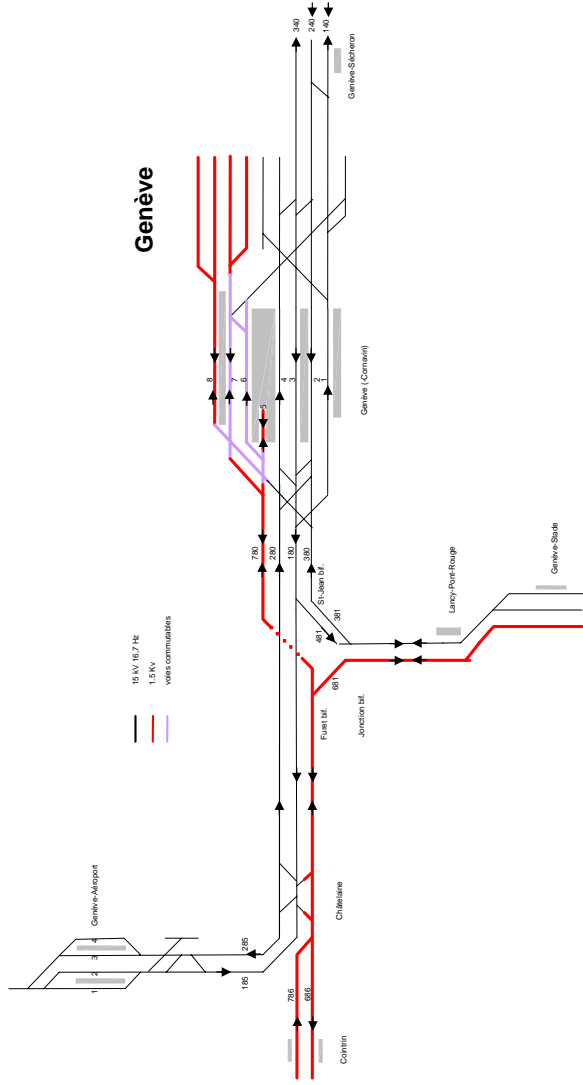 Genève
15 kV 16,7 Hz
1.5 Kv
voies commutables
340
240
140
Genève-Sécheron
8
7
6
5
4
3
2
1
Genève (-Cornavin)
780
280
180
380
St-Jean bif.
481
381
681
Lancy-Pont-Rouge
Genève-Stade
Furet bif.
Jonction bif.
Châtelaine
Genève-Aéroport
1
2
3
4
185
285
786
686
Cointrin